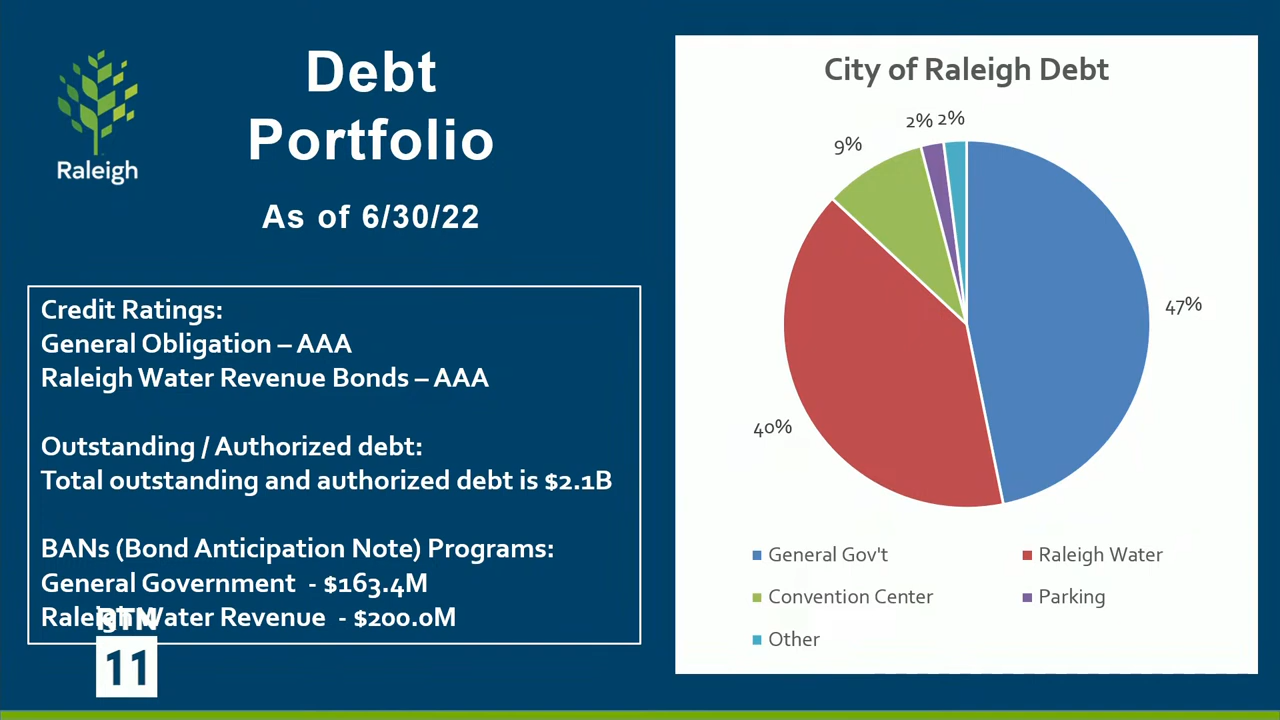 Raleigh
Debt
Portfolio
As of 6/30/22
Credit Ratings:
General Obligation – AAA
Raleigh Water Revenue Bonds – AAA
Outstanding / Authorized debt:
Total outstanding and authorized debt is $2.1B
BANs (Bond Anticipation Note) Programs:
General Government - $163.4M
Raleigh Water Revenue - $200.0M
RTN
11
City of Raleigh Debt
2% 2%
9%
47%
40%
General Gov't
Raleigh Water
Convention Center
Parking
Other